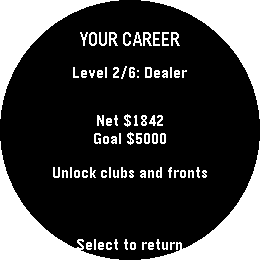 YOUR CAREER
Level 2/6: Dealer
Net $1842
Goal $5000
Unlock clubs and fronts
Select to return